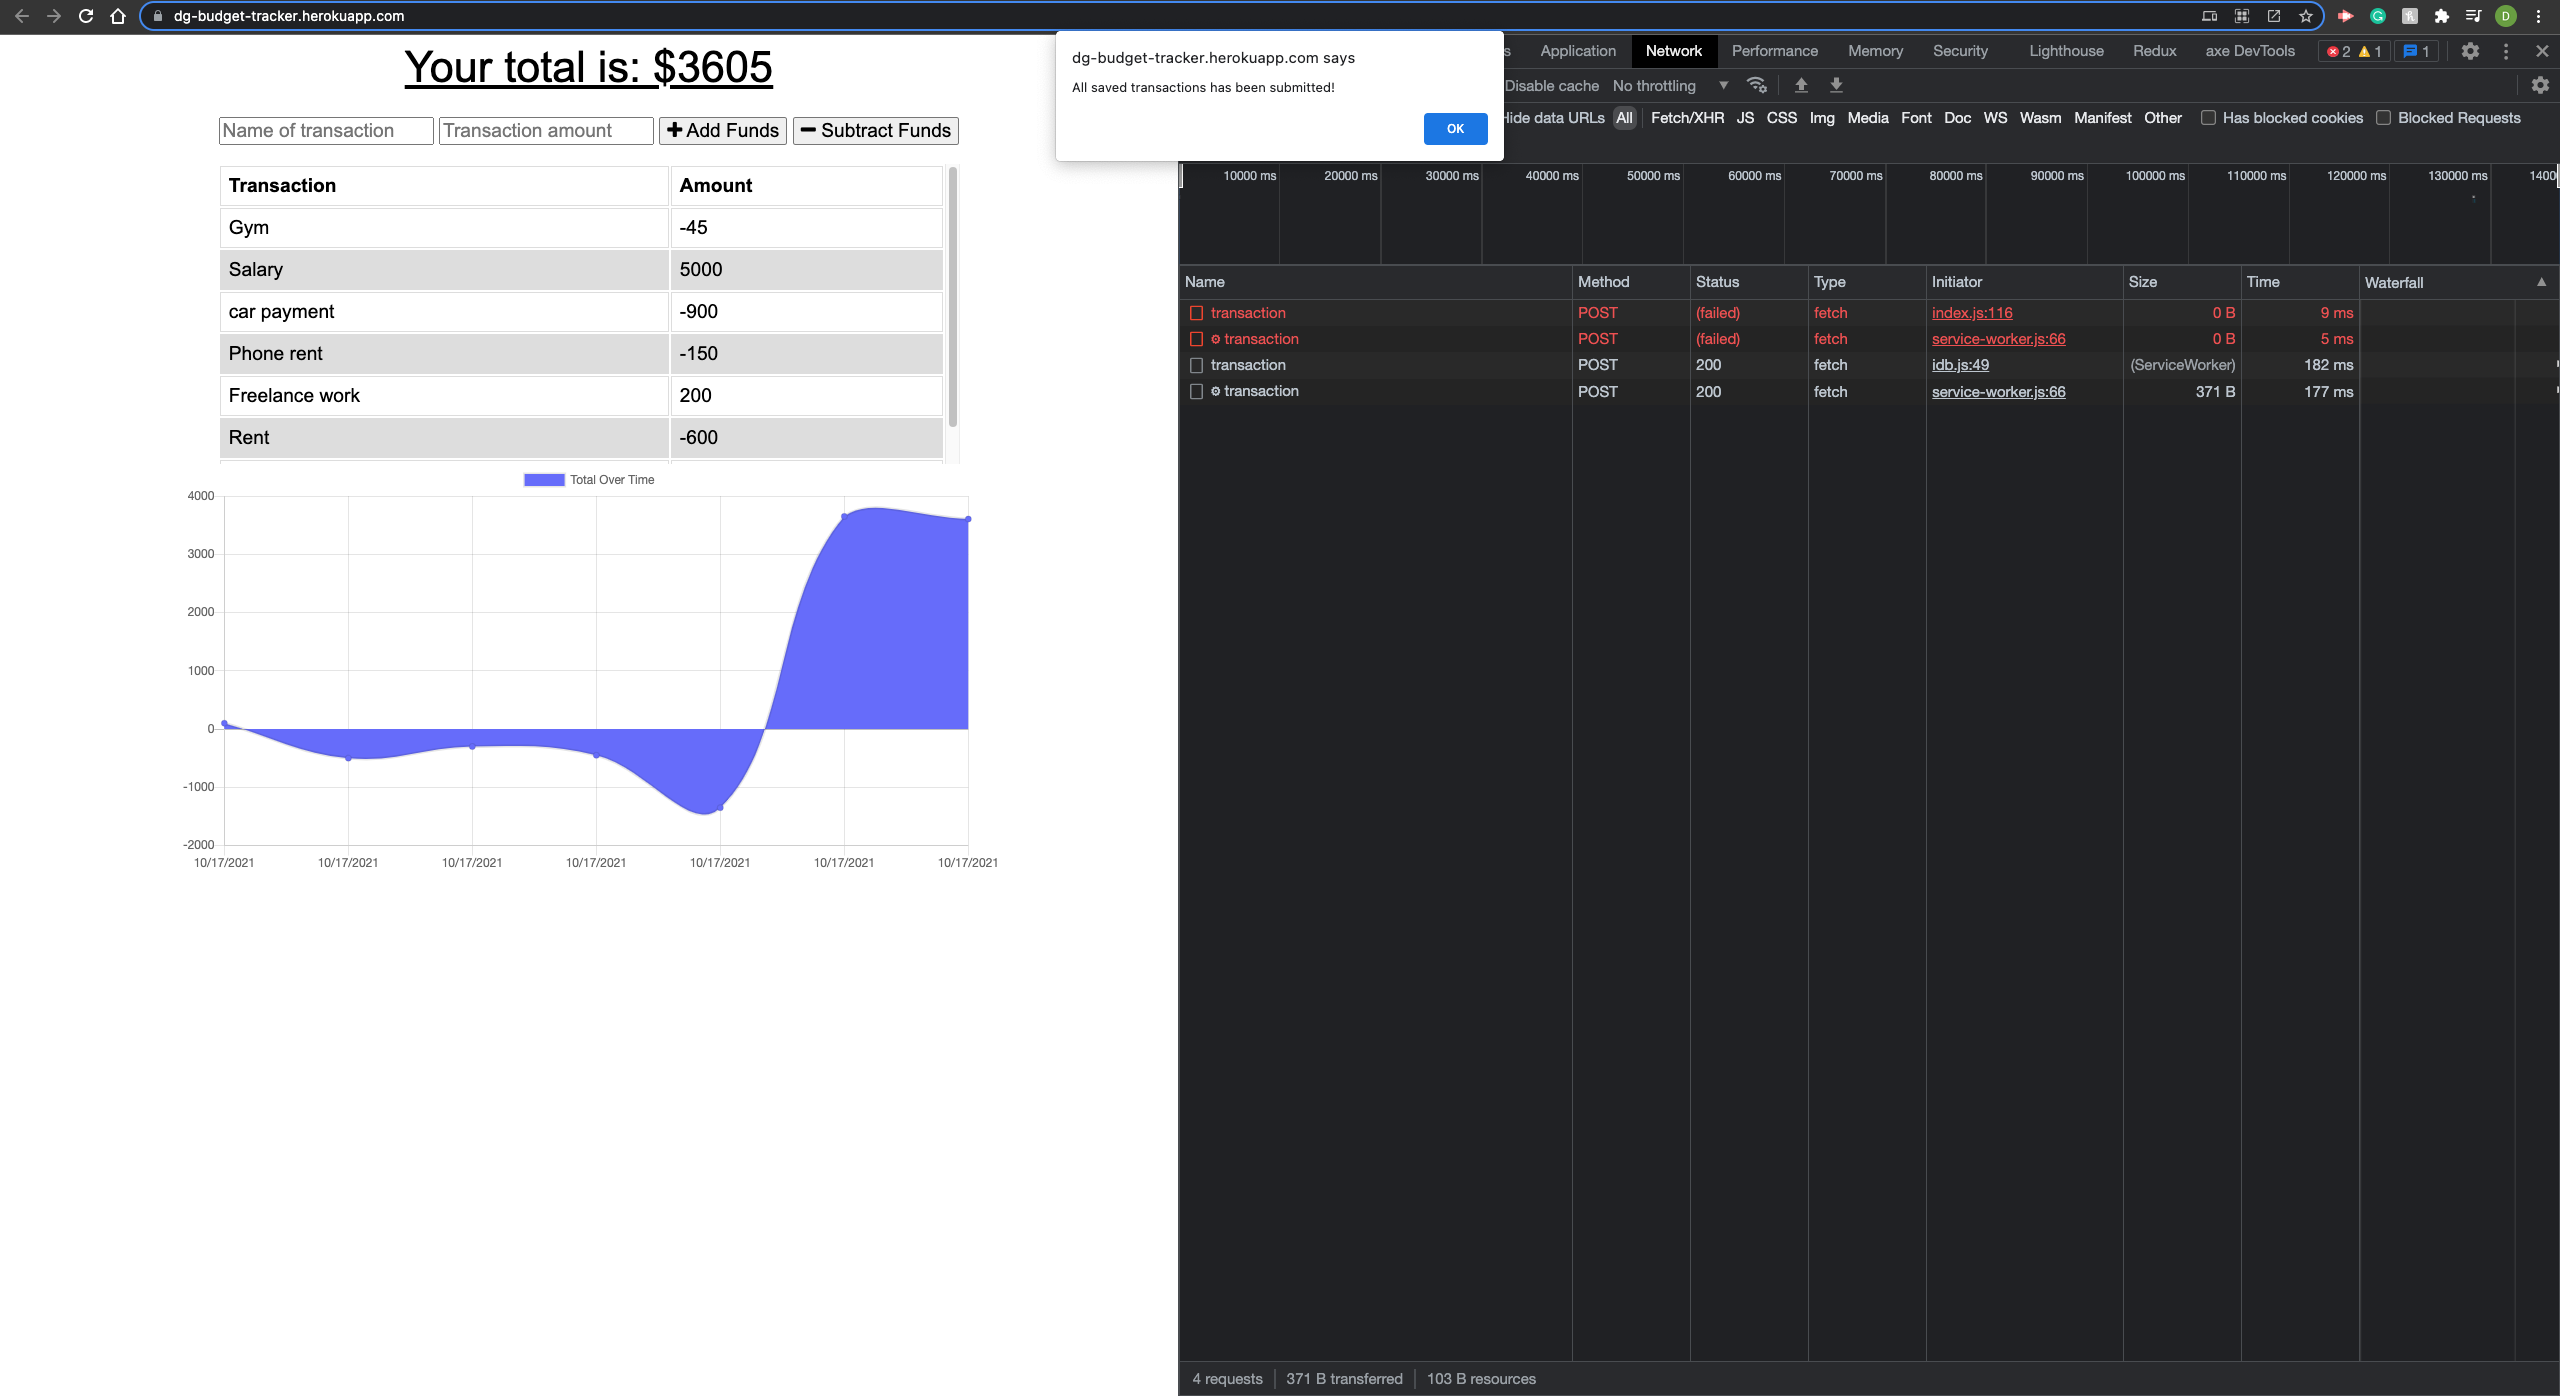 dg-budget-tracker.herokuapp.com
Your total is: $3605
Name of transaction Transaction amount Add Funds Subtract Funds
Transaction Amount
Gym -45
Salary 5000
car payment -900
Phone rent -150
Freelance work 200
Rent -600
Total Over Time
4000
3000
2000
1000
0
-1000
-2000
10/17/2021 10/17/2021 10/17/2021 10/17/2021 10/17/2021 10/17/2021 10/17/2021
dg-budget-tracker.herokuapp.com says
All saved transactions has been submitted!
OK
s Application Network Performance Memory Security Lighthouse Redux axe DevTools 2 1 1
Disable cache No throttling
Hide data URLs All Fetch/XHR JS CSS Img Media Font Doc WS Wasm Manifest Other Has blocked cookies Blocked Requests
10000 ms 20000 ms 30000 ms 40000 ms 50000 ms 60000 ms 70000 ms 80000 ms 90000 ms 100000 ms 110000 ms 120000 ms 130000 ms 1400
Name Method Status Type Initiator Size Time Waterfall
transaction POST (failed) fetch index.js:116 0 B 9 ms
transaction POST (failed) fetch service-worker.js:66 0 B 5 ms
transaction POST 200 fetch idb.js:49 (ServiceWorker) 182 ms
transaction POST 200 fetch service-worker.js:66 371 B 177 ms
4 requests 371 B transferred 103 B resources
D